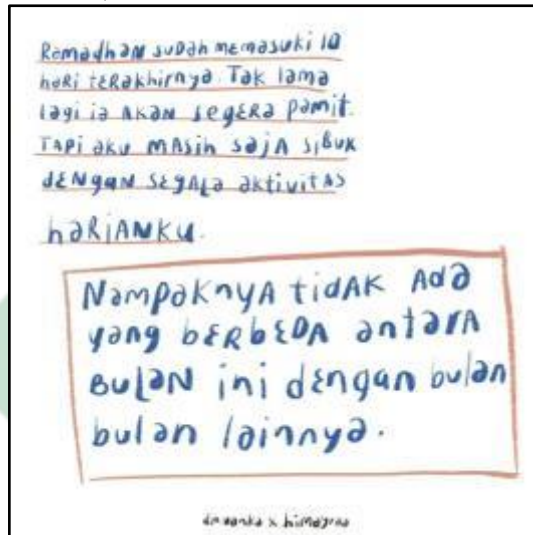 Ramadhan sudah memasuki 10
hari terakhirnya. Tak lama
lagi ia akan segera pamit.
Tapi aku masih saja sibuk
dengan segala aktivitas
harianku.
Nampaknya tidak ada
yang berbeda antara
bulan ini dengan bulan
bulan lainnya.